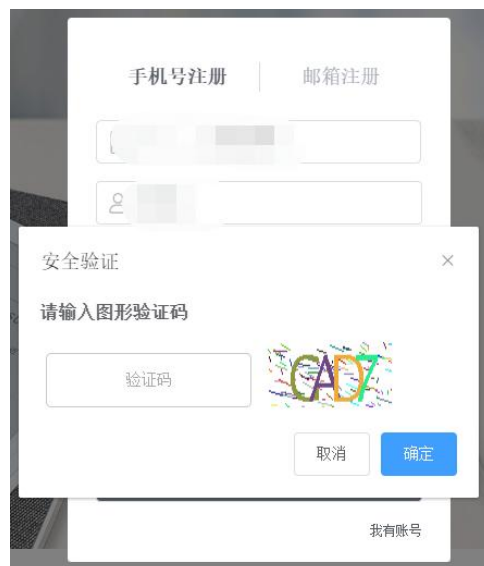 手机号注册 邮箱注册
安全验证 ×
请输入图形验证码
验证码 CAD7
取消 确定
我有账号